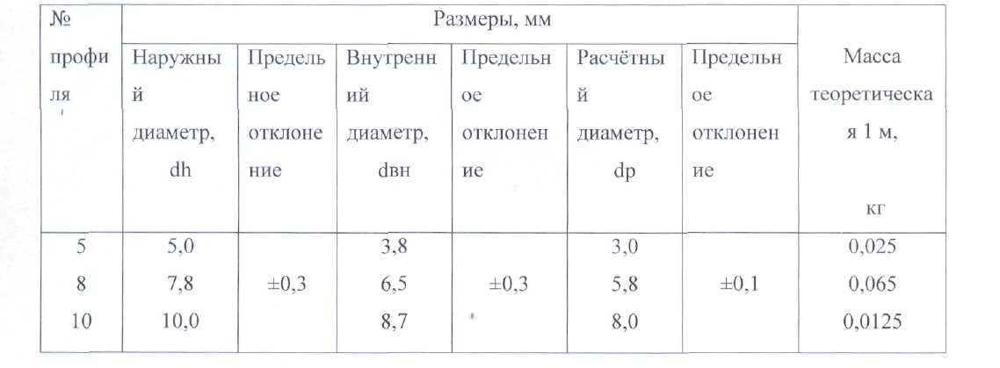 № профиля Размеры, мм Масса теоретическая 1 м, кг
Наружный диаметр, dh Предельное отклонение Внутренний диаметр, dвн Предельное отклонение Расчётный диаметр, dp Предельное отклонение
5 5,0 3,8 3,0 0,025
8 7,8 ±0,3 6,5 ±0,3 5,8 ±0,1 0,065
10 10,0 8,7 8,0 0,0125